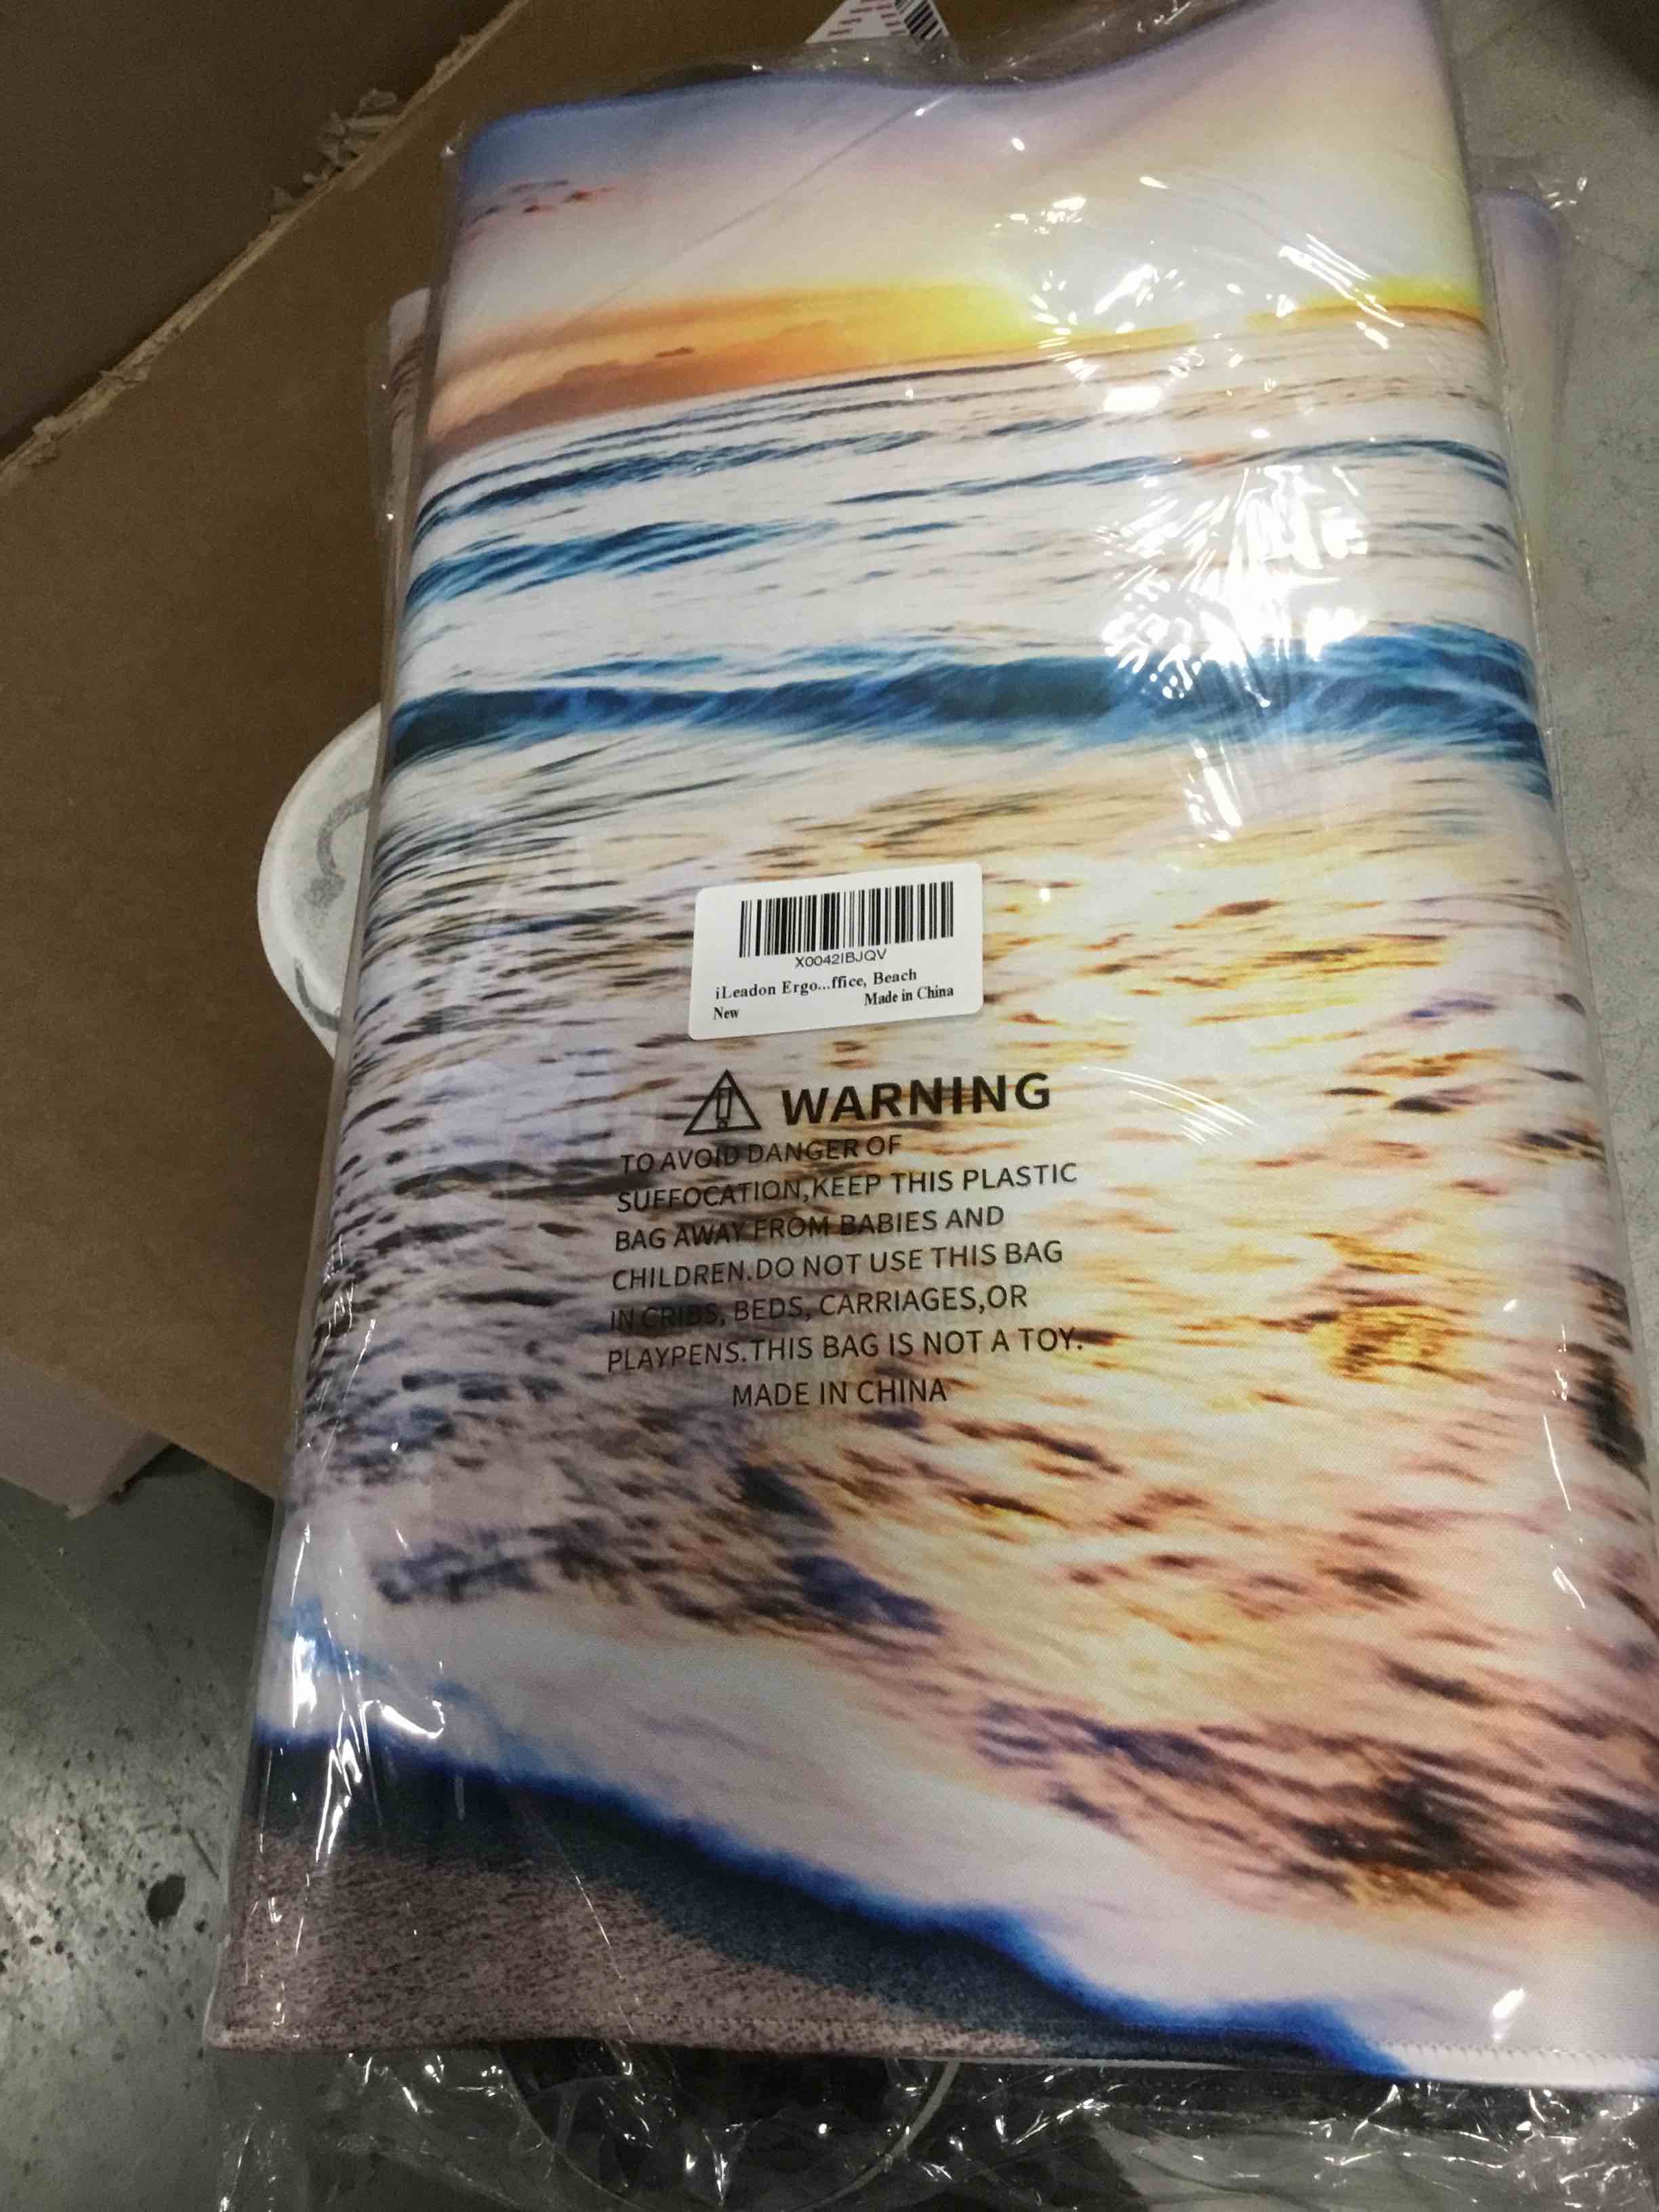 X0042IBJQV
iLeadon Ergo...ffice, Beach
New Made in China
WARNING
TO AVOID DANGER OF
SUFFOCATION,KEEP THIS PLASTIC
BAG AWAY FROM BABIES AND
CHILDREN.DO NOT USE THIS BAG
IN CRIBS, BEDS, CARRIAGES,OR
PLAYPENS.THIS BAG IS NOT A TOY.
MADE IN CHINA